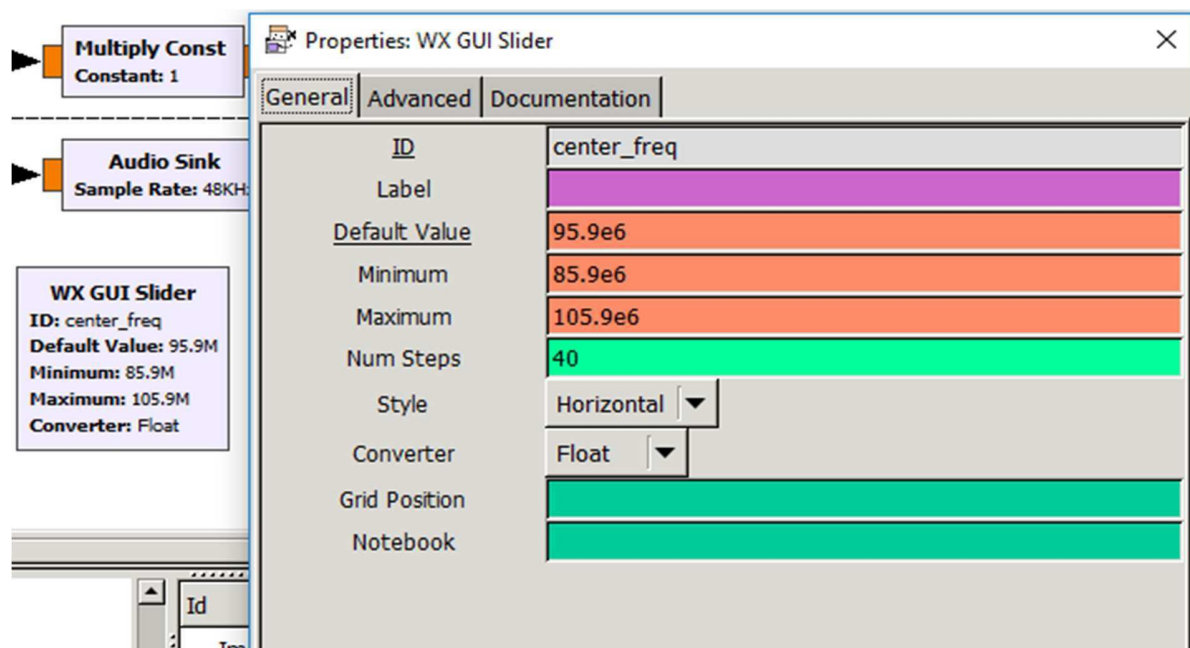 Multiply Const
Constant: 1
Audio Sink
Sample Rate: 48KH
WX GUI Slider
ID: center_freq
Default Value: 95.9M
Minimum: 85.9M
Maximum: 105.9M
Converter: Float
Id
Properties: WX GUI Slider
General Advanced Documentation
ID center_freq
Label
Default Value 95.9e6
Minimum 85.9e6
Maximum 105.9e6
Num Steps 40
Style Horizontal
Converter Float
Grid Position
Notebook